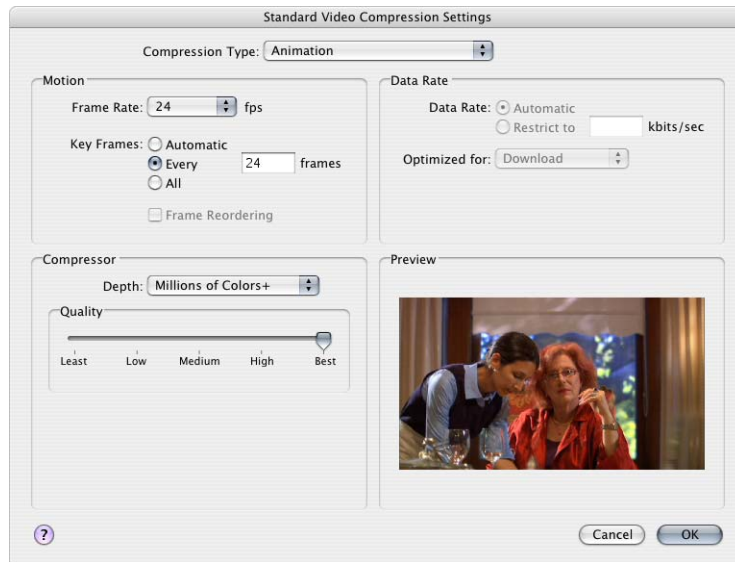 Standard Video Compression Settings
Compression Type: Animation
Motion
Frame Rate: 24 fps
Key Frames: Automatic
Every 24 frames
All
Frame Reordering
Data Rate
Data Rate: Automatic
Restrict to kbits/sec
Optimized for: Download
Compressor
Depth: Millions of Colors+
Quality
Least Low Medium High Best
Preview
?
Cancel OK